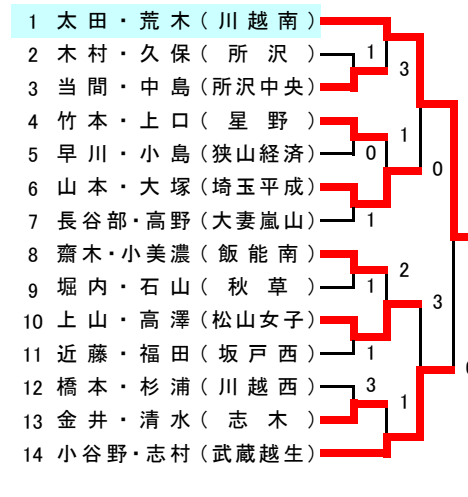 1 太田・荒木(川越南)
2 木村・久保(所沢)
1
3
3 当間・中島(所沢中央)
4 竹本・上口(星野)
1
5 早川・小島(狭山経済)
0
0
6 山本・大塚(埼玉平成)
7 長谷部・高野(大妻嵐山)
1
8 齋木・小美濃(飯能南)
2
9 堀内・石山(秋草)
1
3
10 上山・高澤(松山女子)
11 近藤・福田(坂戸西)
1
12 橋本・杉浦(川越西)
3
1
13 金井・清水(志木)
14 小谷野・志村(武蔵越生)